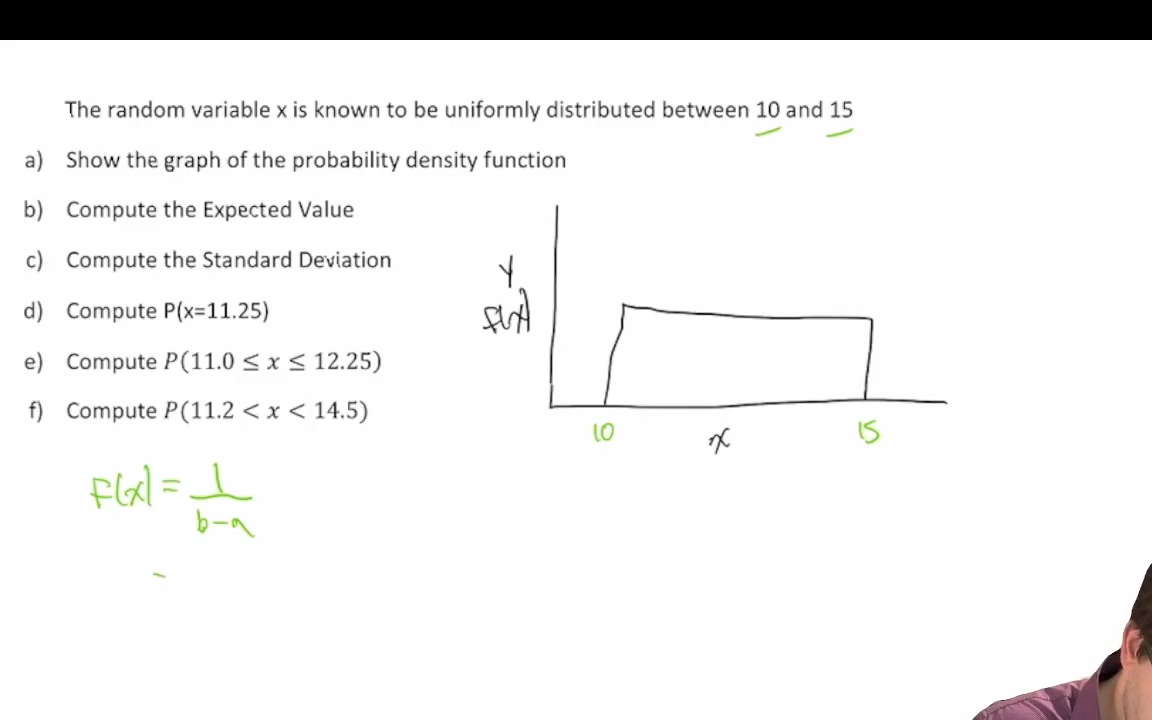 The random variable x is known to be uniformly distributed between 10 and 15
a) Show the graph of the probability density function
b) Compute the Expected Value
c) Compute the Standard Deviation
d) Compute P(x=11.25)
e) Compute P(11.0 ≤ x ≤ 12.25)
f) Compute P(11.2 < x < 14.5)
Y
f(x)
10 x 15
f(x) = 1
b-a
=